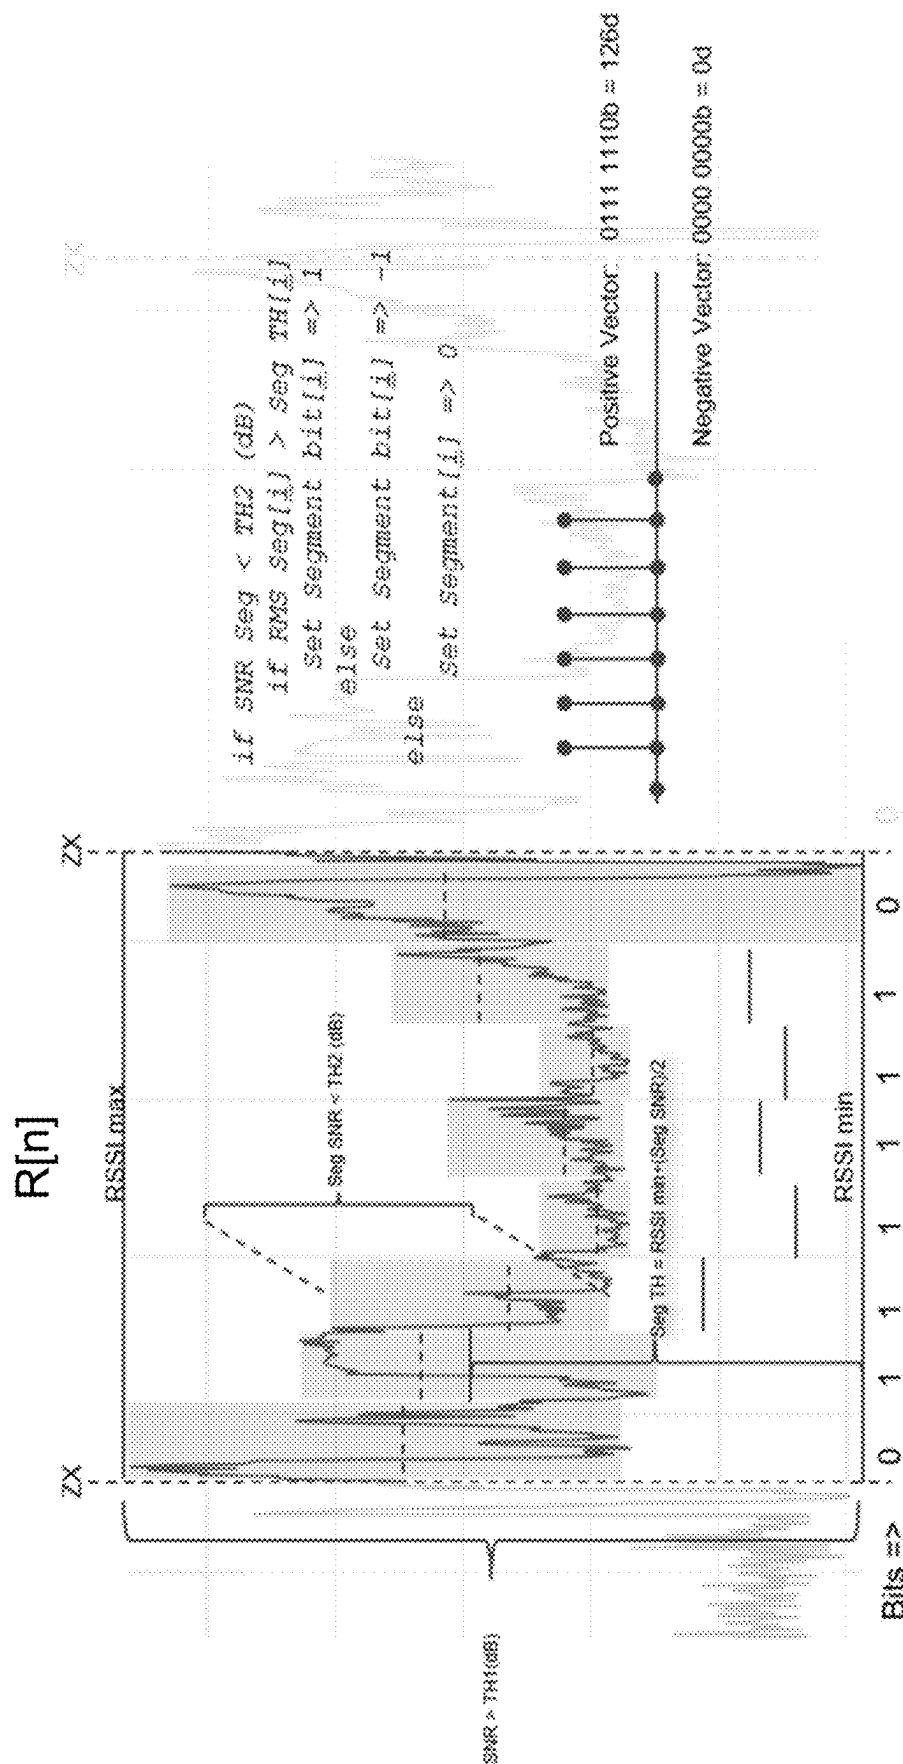 R[n]
ZX
ZX
ZX
RSSI max
SNR > TH1(dB)
Seg SNR < TH2 (dB)
Seg TH = RSSI min+(Seg SNR)/2
RSSI min
Bits =>
0
1
1
1
1
1
1
0
0
if SNR Seg < TH2 (dB)
if RMS Seg[i] > Seg TH[i]
Set Segment bit[i] => 1
else
Set Segment bit[i] => -1
else
Set Segment[i] => 0
Positive Vector: 0111 1110b = 126d
Negative Vector: 0000 0000b = 0d